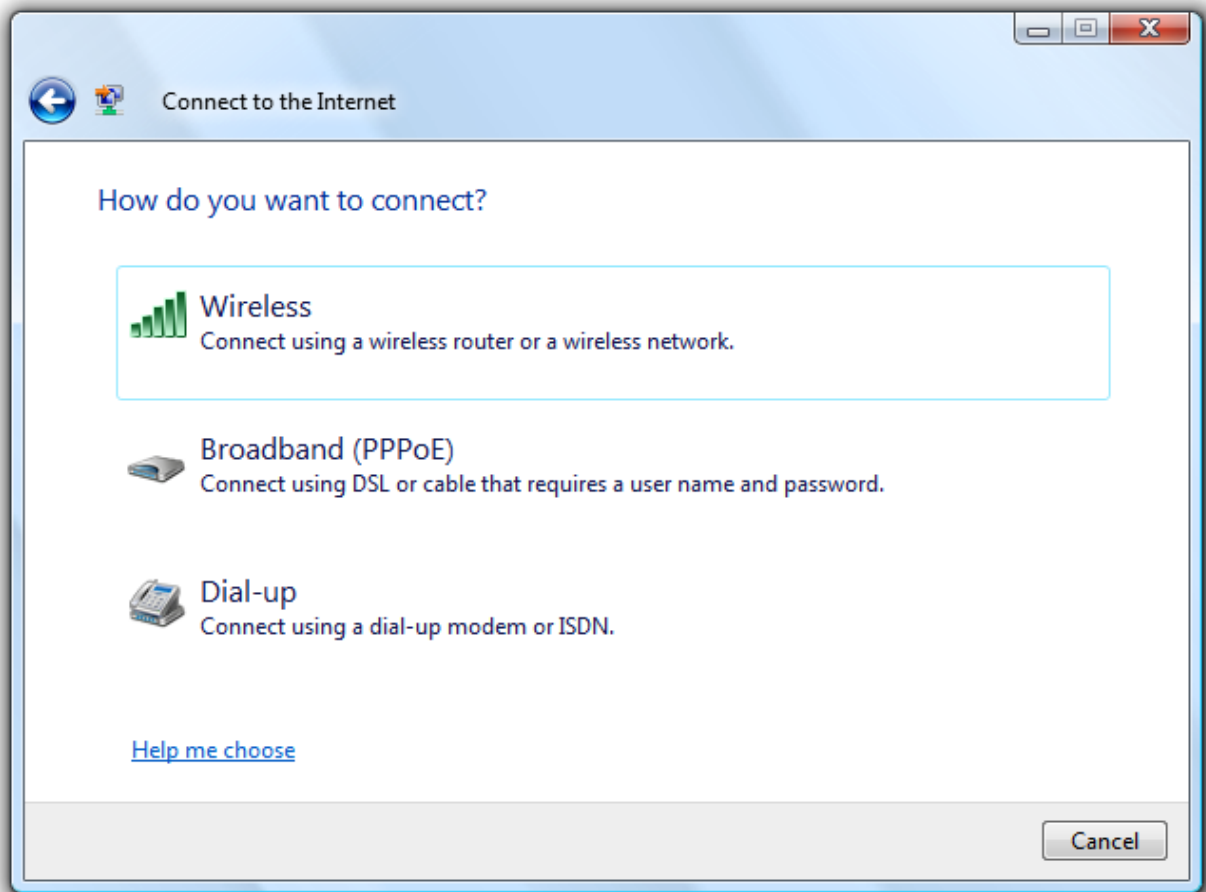 Connect to the Internet
How do you want to connect?
Wireless
Connect using a wireless router or a wireless network.
Broadband (PPPoE)
Connect using DSL or cable that requires a user name and password.
Dial-up
Connect using a dial-up modem or ISDN.
Help me choose
Cancel